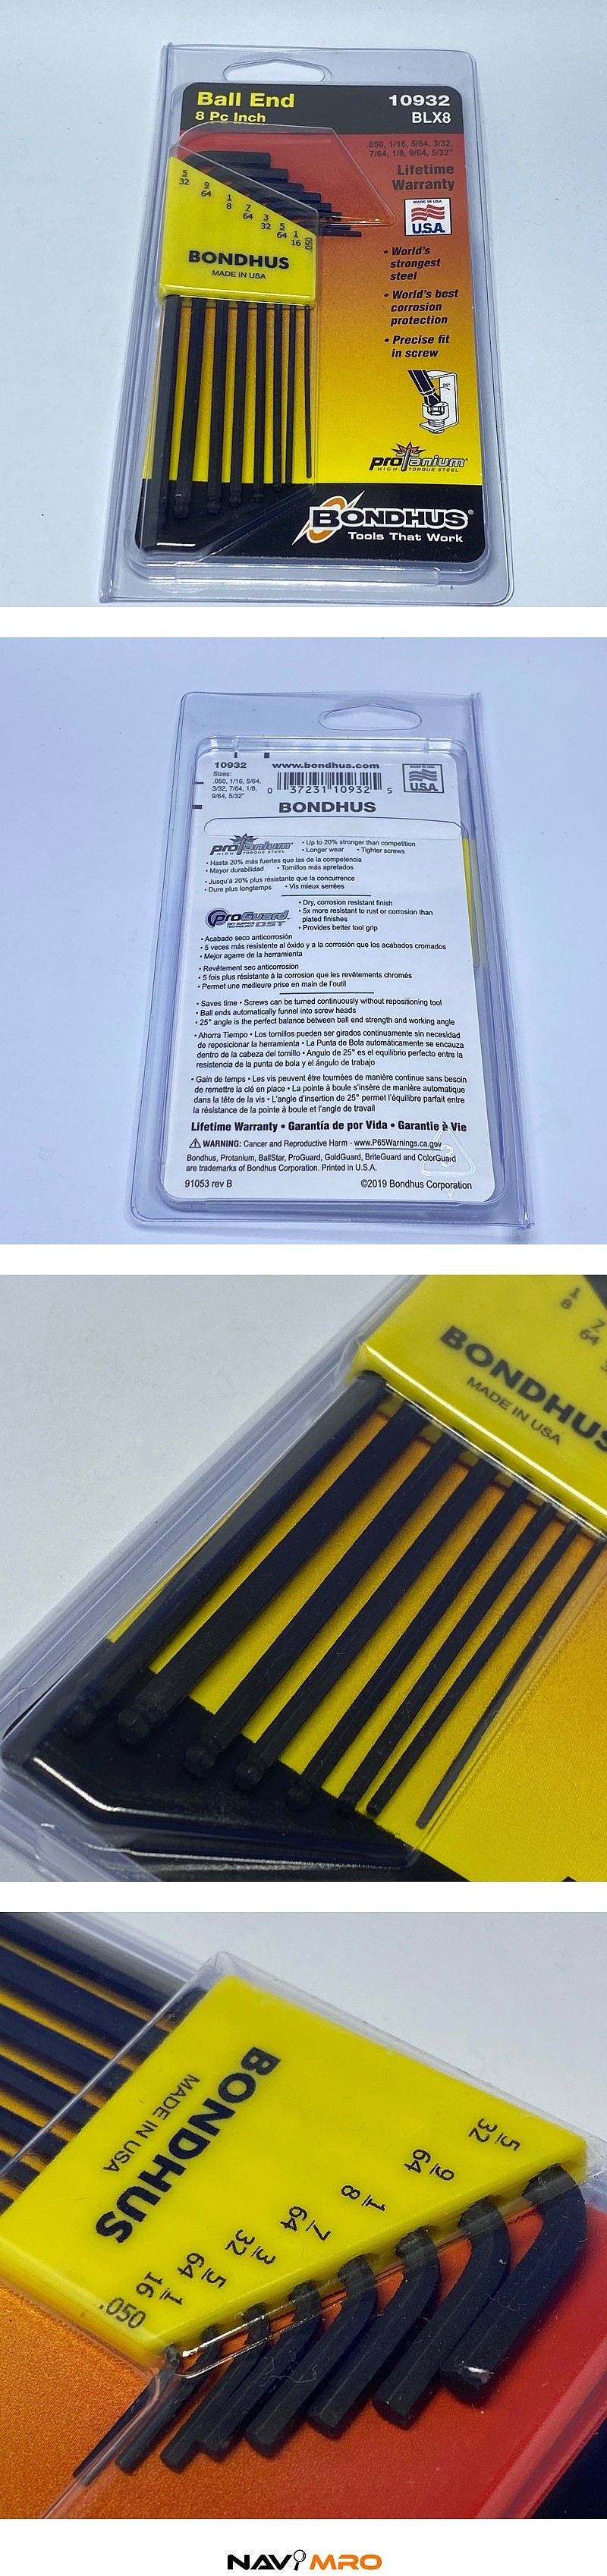 Ball End
8 Pc Inch
10932
BLX8
.050, 1/16, 5/64, 3/32,
7/64, 1/8, 9/64, 5/32"
Lifetime
Warranty
MADE IN USA
U.S.A.
5/32 9/64 1/8 7/64 3/32 5/64 1/16 .050
BONDHUS
MADE IN USA
• World's
strongest
steel
• World's best
corrosion
protection
• Precise fit
in screw
proTanium
HIGH TORQUE STEEL
BONDHUS®
Tools That Work
10932
Sizes:
.050, 1/16, 5/64,
3/32, 7/64, 1/8,
9/64, 5/32"
www.bondhus.com
0 37231 10932 5
MADE IN USA
U.S.A.
BONDHUS
proTanium
HIGH TORQUE STEEL
• Up to 20% stronger than competition
• Longer wear • Tighter screws
• Hasta 20% más fuertes que las de la competencia
• Mayor durabilidad • Tornillos más apretados
• Jusqu'à 20% plus résistante que la concurrence
• Dure plus longtemps • Vis mieux serrées
ProGuard
DRY SURFACE TECHNOLOGY DST
• Dry, corrosion resistant finish
• 5x more resistant to rust or corrosion than
plated finishes
• Provides better tool grip
• Acabado seco anticorrosión
• 5 veces más resistente al óxido y a la corrosión que los acabados cromados
• Mejor agarre de la herramienta
• Revêtement sec anticorrosion
• 5 fois plus résistante à la corrosion que les revêtements chromés
• Permet une meilleure prise en main de l'outil
• Saves time • Screws can be turned continuously without repositioning tool
• Ball ends automatically funnel into screw heads
• 25° angle is the perfect balance between ball end strength and working angle
• Ahorra Tiempo • Los tornillos pueden ser girados continuamente sin necesidad
de reposicionar la herramienta • La Punta de Bola automáticamente se encauza
dentro de la cabeza del tornillo • Angulo de 25° es el equilibrio perfecto entre la
resistencia de la punta de bola y el ángulo de trabajo
• Gain de temps • Les vis peuvent être tournées de manière continue sans besoin
de remettre la clé en place • La pointe à boule s'insère de manière automatique
dans la tête de la vis • L'angle d'insertion de 25° permet l'équilibre parfait entre
la résistance de la pointe à boule et l'angle de travail
Lifetime Warranty • Garantía de por Vida • Garantie à Vie
⚠ WARNING: Cancer and Reproductive Harm - www.P65Warnings.ca.gov
Bondhus, Protanium, BallStar, ProGuard, GoldGuard, BriteGuard and ColorGuard
are trademarks of Bondhus Corporation. Printed in U.S.A.
91053 rev B
©2019 Bondhus Corporation
1/8 7/64
BONDHUS
MADE IN USA
BONDHUS
MADE IN USA
5/32 9/64 1/8 7/64 3/32 5/64 1/16 .050
NAVIMRO